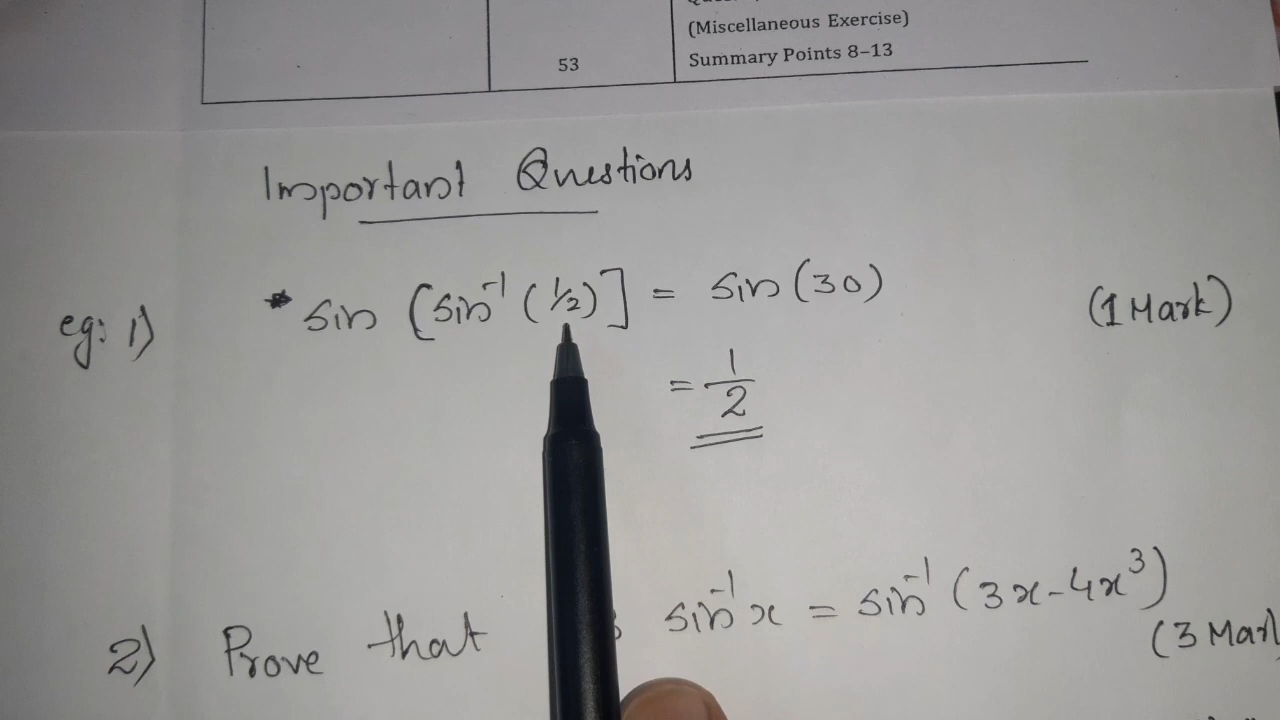 (Miscellaneous Exercise)
53 Summary Points 8–13
Important Questions
eg: 1) * sin [sin⁻¹ (1/2)] = sin (30) (1 Mark)
= 1/2
2) Prove that sin⁻¹x = sin⁻¹ (3x-4x³)
(3 Mar